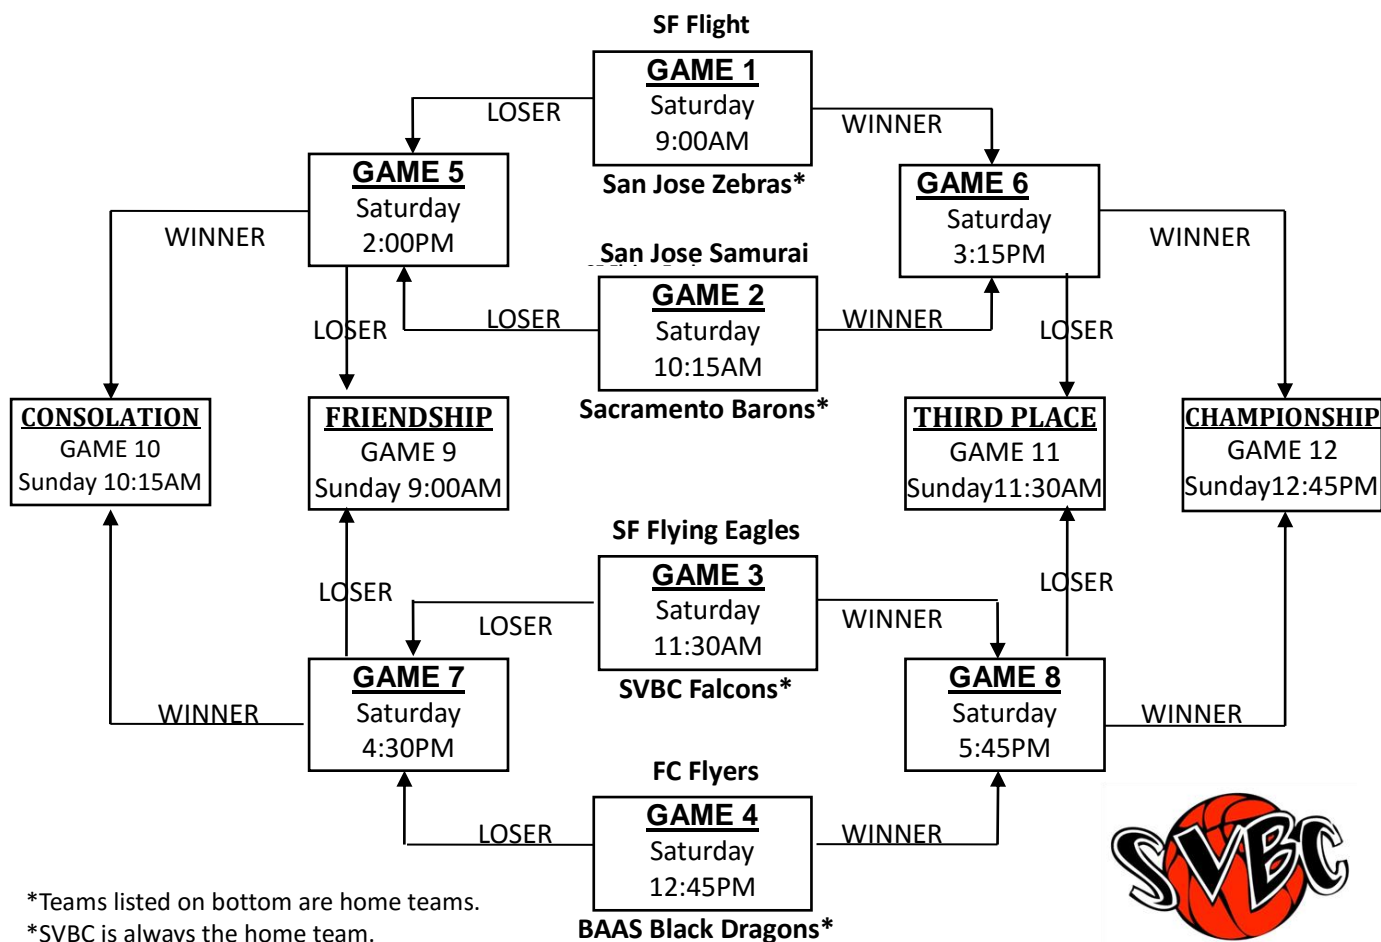 SF Flight
GAME 1
Saturday
9:00AM
San Jose Zebras*
LOSER
WINNER
GAME 5
Saturday
2:00PM
GAME 6
Saturday
3:15PM
WINNER
WINNER
San Jose Samurai
GAME 2
Saturday
10:15AM
Sacramento Barons*
LOSER
LOSER
WINNER
LOSER
CONSOLATION
GAME 10
Sunday 10:15AM
FRIENDSHIP
GAME 9
Sunday 9:00AM
THIRD PLACE
GAME 11
Sunday11:30AM
CHAMPIONSHIP
GAME 12
Sunday12:45PM
SF Flying Eagles
GAME 3
Saturday
11:30AM
SVBC Falcons*
LOSER
LOSER
WINNER
LOSER
GAME 7
Saturday
4:30PM
GAME 8
Saturday
5:45PM
WINNER
WINNER
FC Flyers
GAME 4
Saturday
12:45PM
BAAS Black Dragons*
LOSER
WINNER
SVBC
*Teams listed on bottom are home teams.
*SVBC is always the home team.